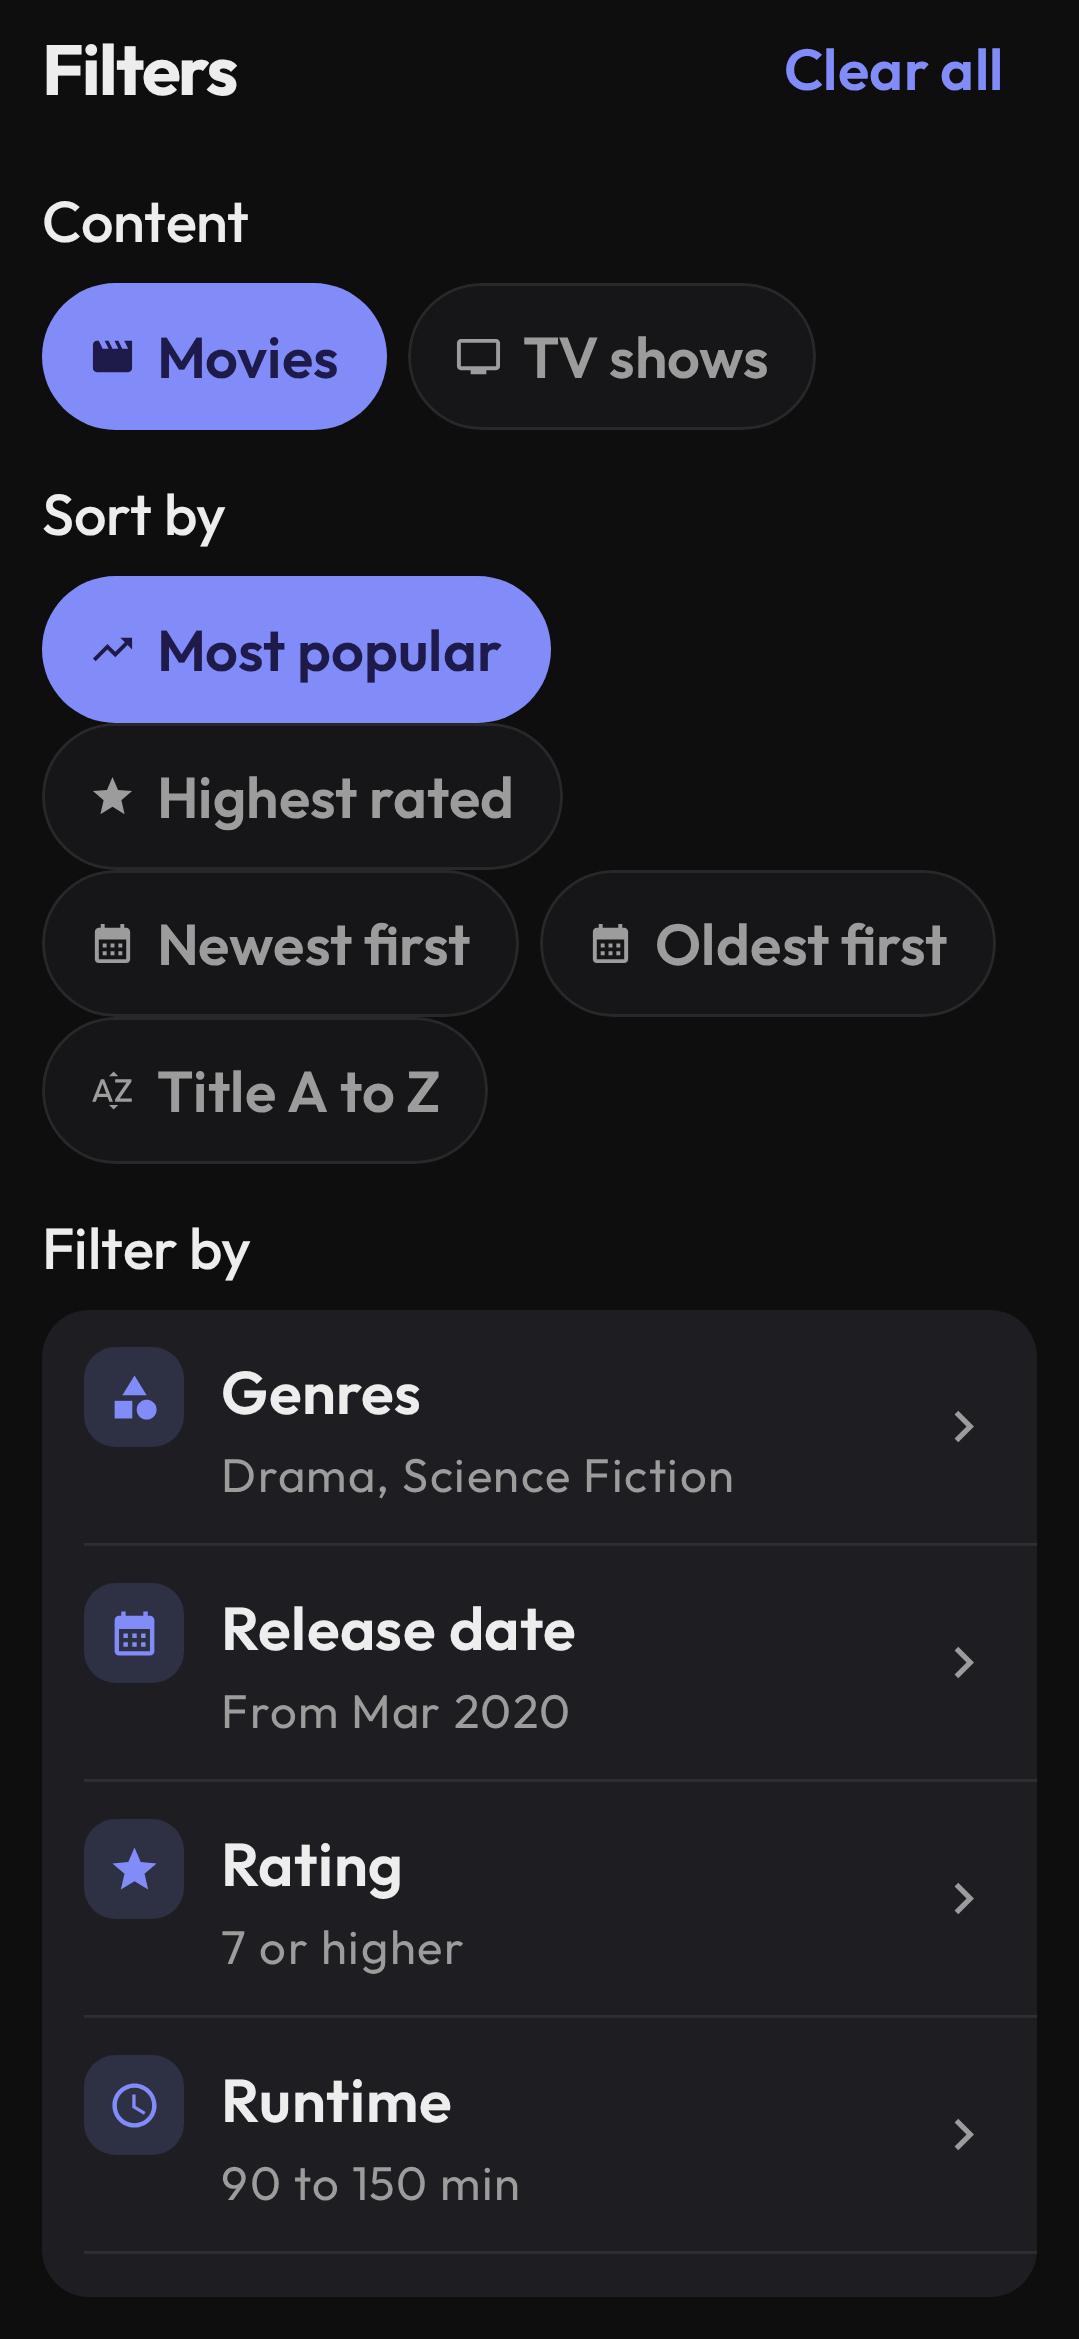 Filters
Clear all
Content
Movies
TV shows
Sort by
Most popular
Highest rated
Newest first
Oldest first
Title A to Z
Filter by
Genres
Drama, Science Fiction
Release date
From Mar 2020
Rating
7 or higher
Runtime
90 to 150 min